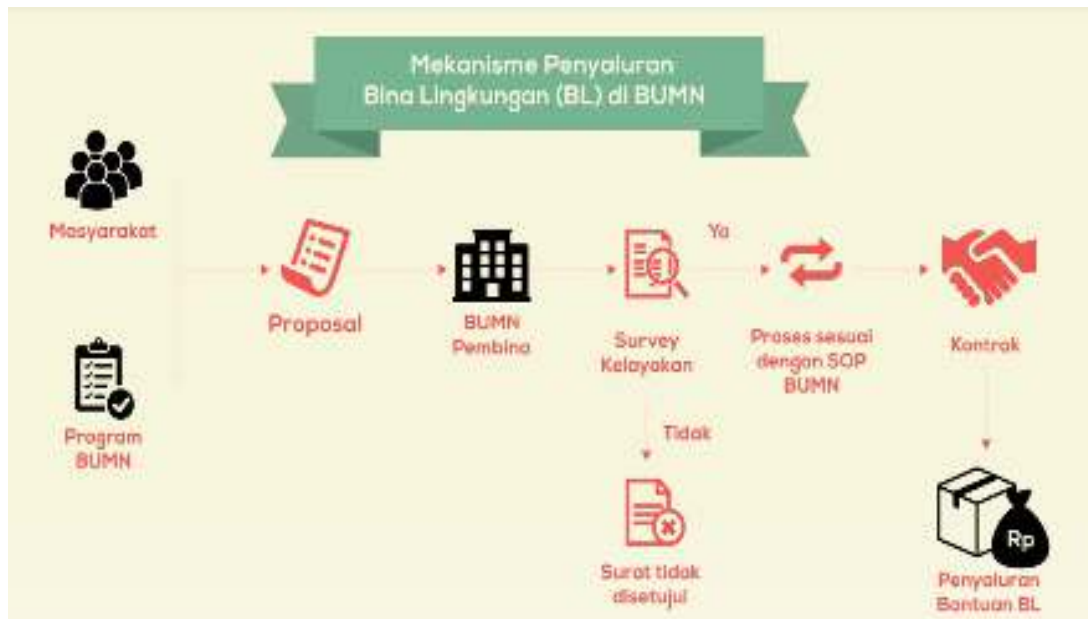 Mekanisme Penyaluran
Bina Lingkungan (BL) di BUMN
Masyarakat
Program
BUMN
Proposal
BUMN
Pembina
Survey
Kelayakan
Ya
Tidak
Surat tidak
disetujui
Proses sesuai
dengan SOP
BUMN
Kontrak
Rp
Penyaluran
Bantuan BL